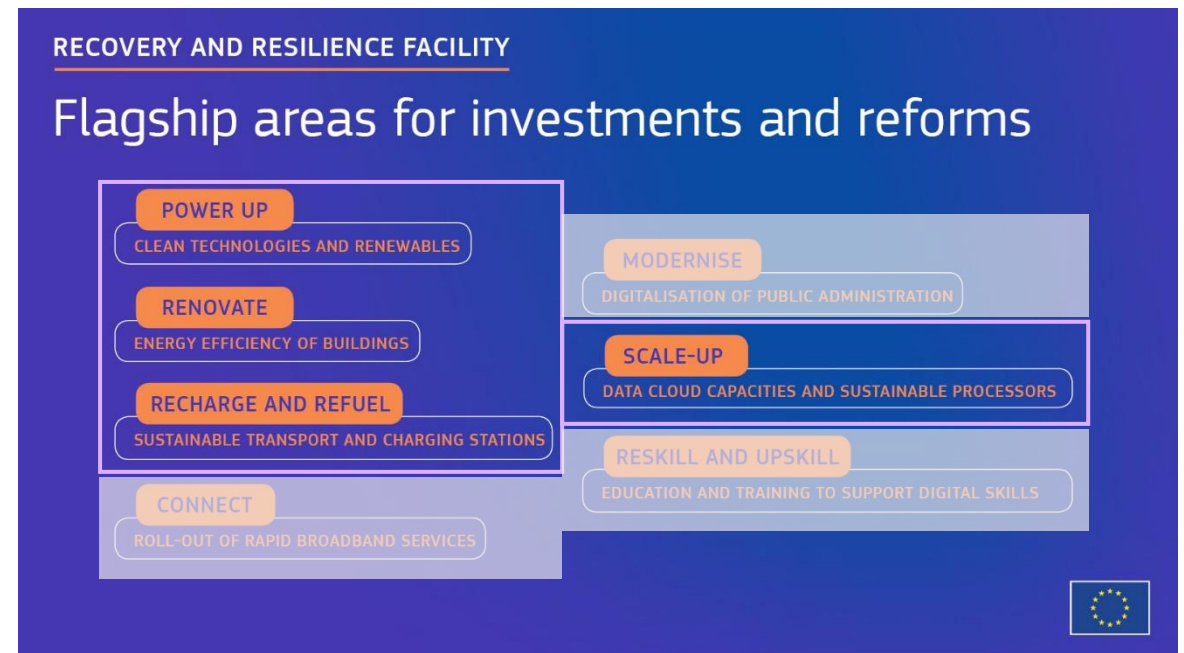 RECOVERY AND RESILIENCE FACILITY
Flagship areas for investments and reforms
POWER UP
CLEAN TECHNOLOGIES AND RENEWABLES
RENOVATE
ENERGY EFFICIENCY OF BUILDINGS
RECHARGE AND REFUEL
SUSTAINABLE TRANSPORT AND CHARGING STATIONS
CONNECT
ROLL-OUT OF RAPID BROADBAND SERVICES
MODERNISE
DIGITALISATION OF PUBLIC ADMINISTRATION
SCALE-UP
DATA CLOUD CAPACITIES AND SUSTAINABLE PROCESSORS
RESKILL AND UPSKILL
EDUCATION AND TRAINING TO SUPPORT DIGITAL SKILLS